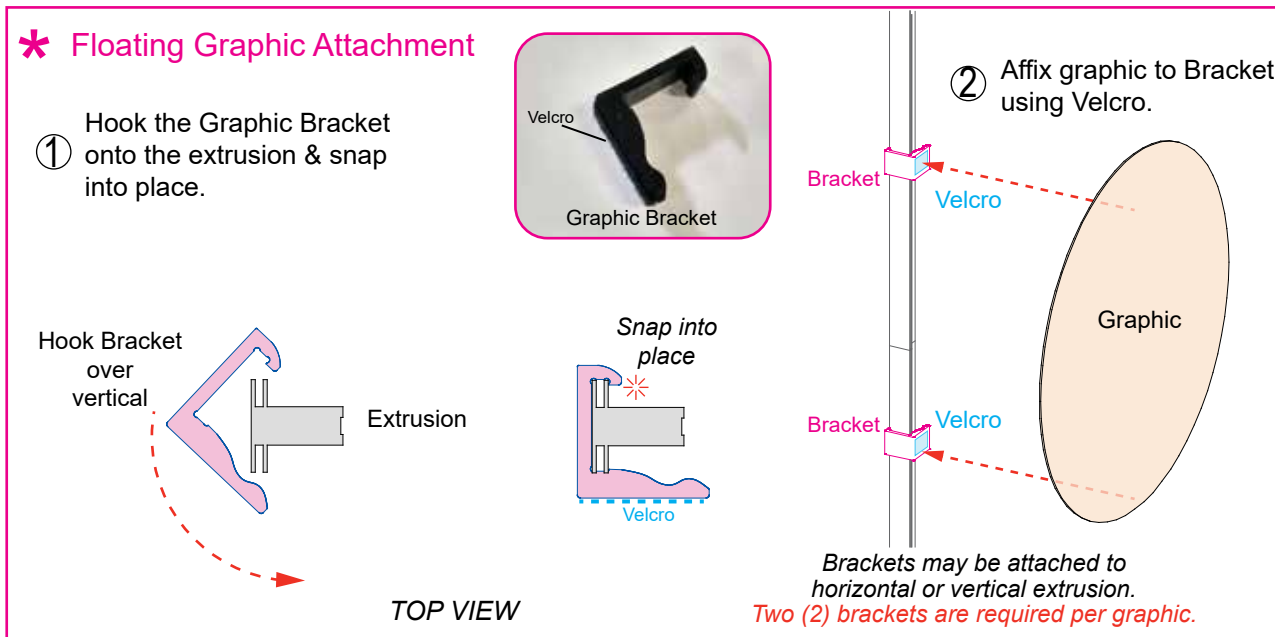 * Floating Graphic Attachment
1 Hook the Graphic Bracket
onto the extrusion & snap
into place.
Velcro
Graphic Bracket
2 Affix graphic to Bracket
using Velcro.
Bracket
Velcro
Graphic
Bracket
Velcro
Hook Bracket
over
vertical
Extrusion
Snap into
place
Velcro
TOP VIEW
Brackets may be attached to
horizontal or vertical extrusion.
Two (2) brackets are required per graphic.